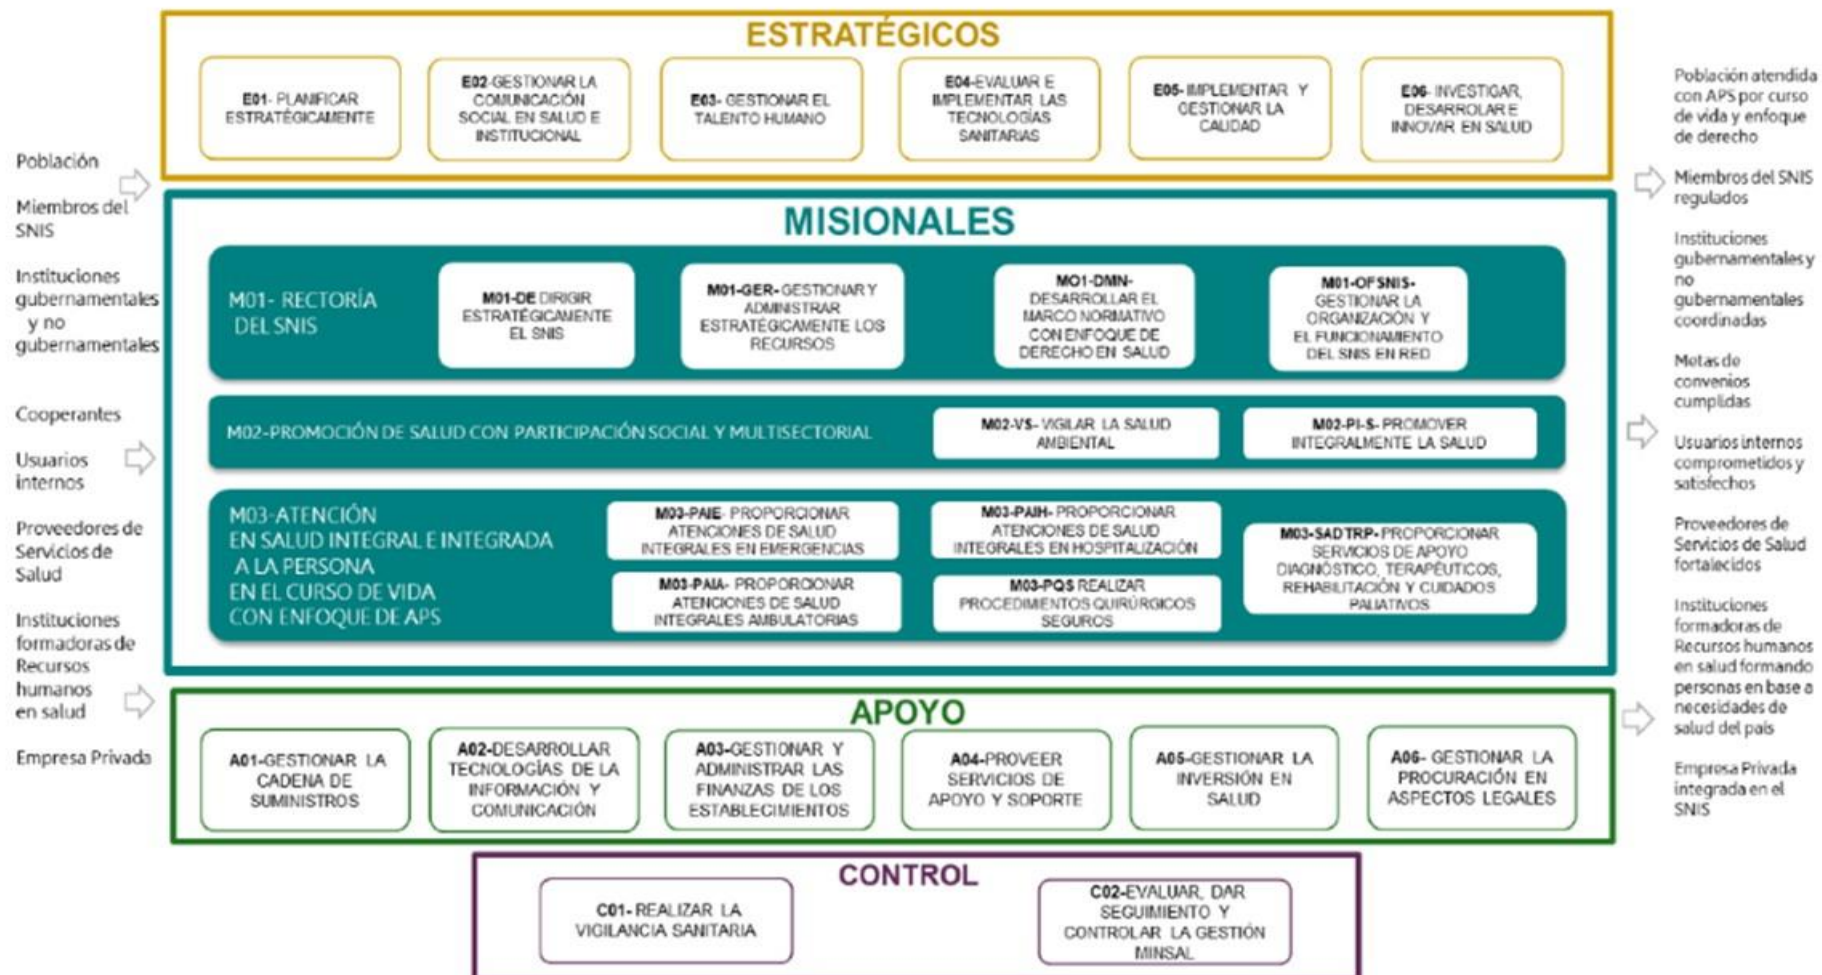 ESTRATÉGICOS
E01- PLANIFICAR
ESTRATÉGICAMENTE
E02-GESTIONAR LA
COMUNICACIÓN
SOCIAL EN SALUD E
INSTITUCIONAL
E03- GESTIONAR EL
TALENTO HUMANO
E04-EVALUAR E
IMPLEMENTAR LAS
TECNOLOGÍAS
SANITARIAS
E05- IMPLEMENTAR Y
GESTIONAR LA
CALIDAD
E06- INVESTIGAR,
DESARROLAR E
INNOVAR EN SALUD
Población
Miembros del
SNIS
Instituciones
gubernamentales
y no
gubernamentales
Cooperantes
Usuarios
internos
Proveedores de
Servicios de
Salud
Instituciones
formadoras de
Recursos
humanos
en salud
Empresa Privada
MISIONALES
M01- RECTORÍA
DEL SNIS
M01-DE DIRIGIR
ESTRATÉGICAMENTE
EL SNIS
M01-GER- GESTIONAR Y
ADMINISTRAR
ESTRATÉGICAMENTE LOS
RECURSOS
MO1-DMN-
DESARROLLAR EL
MARCO NORMATIVO
CON ENFOQUE DE
DERECHO EN SALUD
M01-OFSNIS-
GESTIONAR LA
ORGANIZACIÓN Y
EL FUNCIONAMIENTO
DEL SNIS EN RED
M02-PROMOCIÓN DE SALUD CON PARTICIPACIÓN SOCIAL Y MULTISECTORIAL
M02-VS- VIGILAR LA SALUD
AMBIENTAL
M02-PI-S- PROMOVER
INTEGRALMENTE LA SALUD
M03-ATENCIÓN
EN SALUD INTEGRAL E INTEGRADA
A LA PERSONA
EN EL CURSO DE VIDA
CON ENFOQUE DE APS
M03-PAIE- PROPORCIONAR
ATENCIONES DE SALUD
INTEGRALES EN EMERGENCIAS
M03-PAIH- PROPORCIONAR
ATENCIONES DE SALUD
INTEGRALES EN HOSPITALIZACIÓN
M03-PAIA- PROPORCIONAR
ATENCIONES DE SALUD
INTEGRALES AMBULATORIAS
M03-PQS REALIZAR
PROCEDIMIENTOS QUIRÚRGICOS
SEGUROS
M03-SADTRP- PROPORCIONAR
SERVICIOS DE APOYO
DIAGNÓSTICO, TERAPÉUTICOS,
REHABILITACIÓN Y CUIDADOS
PALIATIVOS
APOYO
A01-GESTIONAR LA
CADENA DE
SUMINISTROS
A02-DESARROLLAR
TECNOLOGÍAS DE LA
INFORMACIÓN Y
COMUNICACIÓN
A03-GESTIONAR Y
ADMINISTRAR LAS
FINANZAS DE LOS
ESTABLECIMIENTOS
A04-PROVEER
SERVICIOS DE
APOYO Y SOPORTE
A05-GESTIONAR LA
INVERSIÓN EN
SALUD
A06- GESTIONAR LA
PROCURACIÓN EN
ASPECTOS LEGALES
CONTROL
C01- REALIZAR LA
VIGILANCIA SANITARIA
C02-EVALUAR, DAR
SEGUIMIENTO Y
CONTROLAR LA GESTIÓN
MINSAL
Población atendida
con APS por curso
de vida y enfoque
de derecho
Miembros del SNIS
regulados
Instituciones
gubernamentales y
no
gubernamentales
coordinadas
Metas de
convenios
cumplidas
Usuarios internos
comprometidos y
satisfechos
Proveedores de
Servicios de Salud
fortalecidos
Instituciones
formadoras de
Recursos humanos
en salud formando
personas en base a
necesidades de
salud del país
Empresa Privada
integrada en el
SNIS